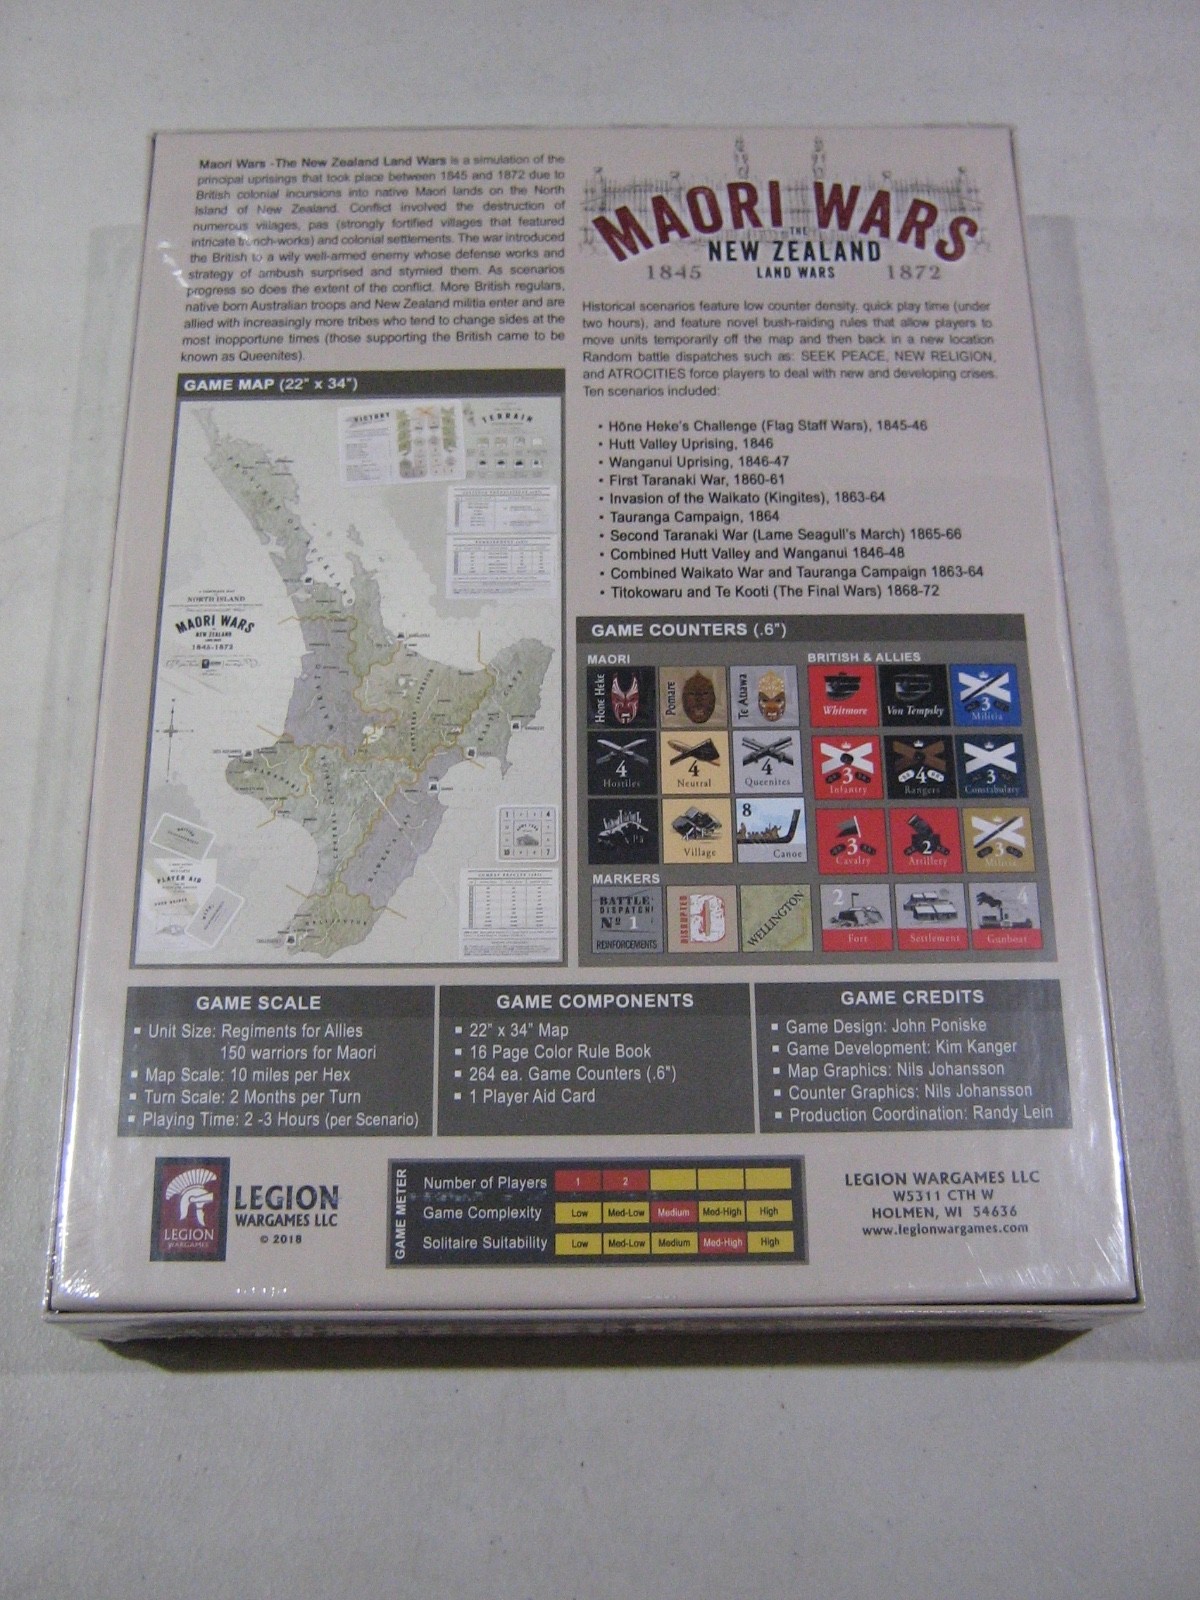 Maori Wars -The New Zealand Land Wars is a simulation of the
principal uprisings that took place between 1845 and 1872 due to
British colonial incursions into native Maori lands on the North
Island of New Zealand. Conflict involved the destruction of
numerous villages, pas (strongly fortified villages that featured
intricate trench-works) and colonial settlements. The war introduced
the British to a wily well-armed enemy whose defense works and
strategy of ambush surprised and stymied them. As scenarios
progress so does the extent of the conflict. More British regulars,
native born Australian troops and New Zealand militia enter and are
allied with increasingly more tribes who tend to change sides at the
most inopportune times (those supporting the British came to be
known as Queenites).
MAORI WARS
THE
NEW ZEALAND
1845 LAND WARS 1872
Historical scenarios feature low counter density, quick play time (under
two hours), and feature novel bush-raiding rules that allow players to
move units temporarily off the map and then back in a new location
Random battle dispatches such as: SEEK PEACE, NEW RELIGION,
and ATROCITIES force players to deal with new and developing crises.
Ten scenarios included:
• Hōne Heke's Challenge (Flag Staff Wars), 1845-46
• Hutt Valley Uprising, 1846
• Wanganui Uprising, 1846-47
• First Taranaki War, 1860-61
• Invasion of the Waikato (Kingites), 1863-64
• Tauranga Campaign, 1864
• Second Taranaki War (Lame Seagull's March) 1865-66
• Combined Hutt Valley and Wanganui 1846-48
• Combined Waikato War and Tauranga Campaign 1863-64
• Titokowaru and Te Kooti (The Final Wars) 1868-72
GAME MAP (22" x 34")
VICTORY
TERRAIN
NORTH ISLAND
MAORI WARS
NEW ZEALAND
1845-1872
PLAYER AID
WELLINGTON
GAME COUNTERS (.6")
MAORI
BRITISH & ALLIES
Hone Heke
Pomare
Te Atiawa
Whitmore
Von Tempsky
3
Militia
4
Hostiles
4
Neutral
4
Queenites
3
Infantry
4
Rangers
3
Constabulary
Pa
Village
8
Canoe
3
Cavalry
2
Artillery
3
Militia
MARKERS
BATTLE
DISPATCH!
Nº 1
REINFORCEMENTS
DISRUPTED
D
WELLINGTON
2
Fort
Settlement
4
Gunboat
GAME SCALE
▪ Unit Size: Regiments for Allies
150 warriors for Maori
▪ Map Scale: 10 miles per Hex
▪ Turn Scale: 2 Months per Turn
▪ Playing Time: 2 -3 Hours (per Scenario)
GAME COMPONENTS
▪ 22" x 34" Map
▪ 16 Page Color Rule Book
▪ 264 ea. Game Counters (.6")
▪ 1 Player Aid Card
GAME CREDITS
▪ Game Design: John Poniske
▪ Game Development: Kim Kanger
▪ Map Graphics: Nils Johansson
▪ Counter Graphics: Nils Johansson
▪ Production Coordination: Randy Lein
LEGION
WARGAMES
LEGION
WARGAMES LLC
© 2018
GAME METER
Number of Players 1 2
Game Complexity Low Med-Low Medium Med-High High
Solitaire Suitability Low Med-Low Medium Med-High High
LEGION WARGAMES LLC
W5311 CTH W
HOLMEN, WI 54636
www.legionwargames.com